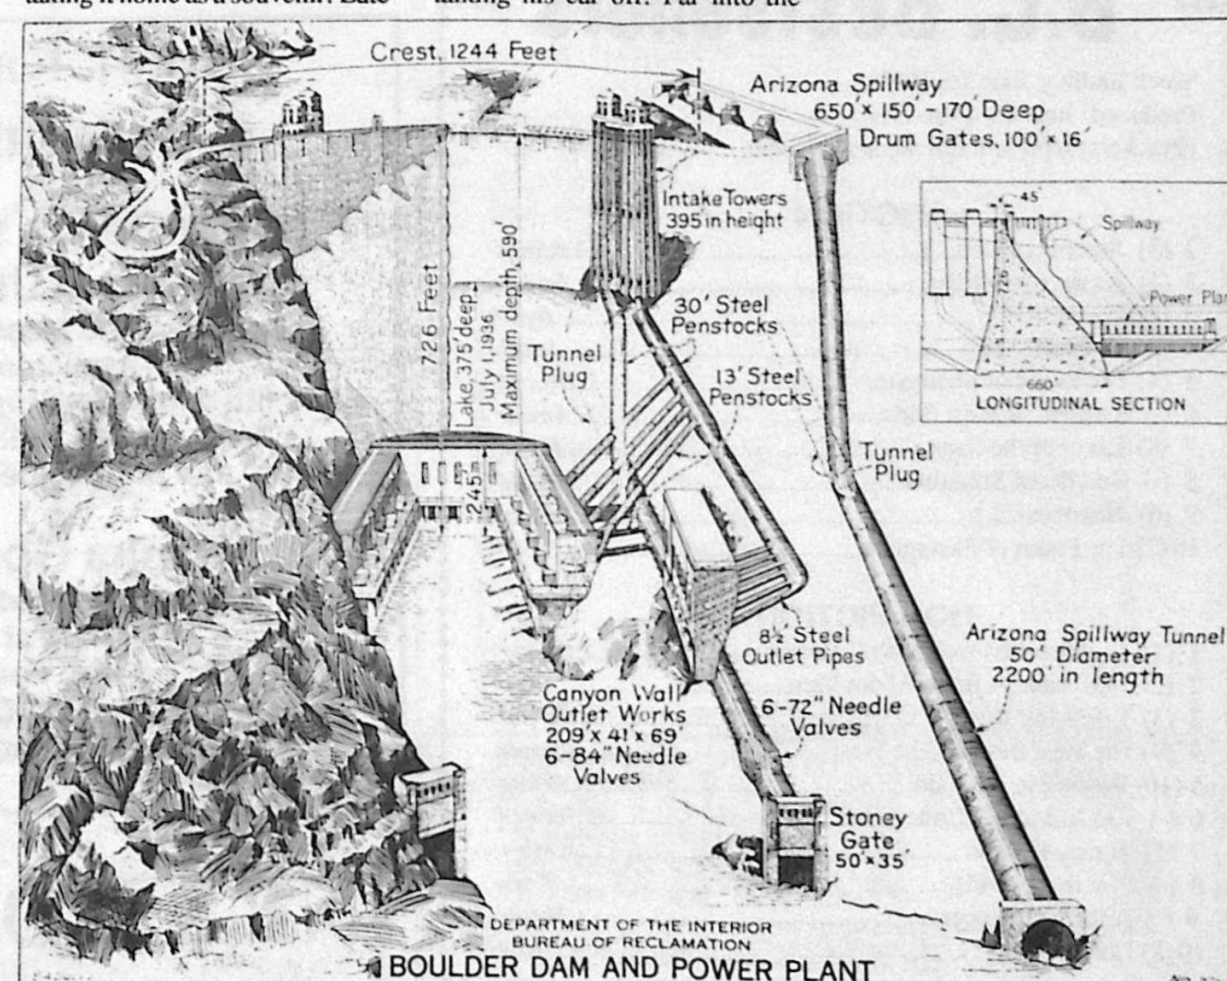 Crest, 1244 Feet
Arizona Spillway
650' x 150' - 170' Deep
Drum Gates, 100' x 16'
Intake Towers
395 in height
45
Spillway
726
Power Plant
660
LONGITUDINAL SECTION
726 Feet
Lake, 375' deep,
July 1, 1936
Maximum depth, 590'
30' Steel
Penstocks
Tunnel
Plug
13' Steel
Penstocks
Tunnel
Plug
8½' Steel
Outlet Pipes
Arizona Spillway Tunnel
50' Diameter
2200' in length
Canyon Wall
Outlet Works
209' x 41' x 69'
6-84" Needle
Valves
6-72" Needle
Valves
Stoney
Gate
50' x 35'
DEPARTMENT OF THE INTERIOR
BUREAU OF RECLAMATION
BOULDER DAM AND POWER PLANT